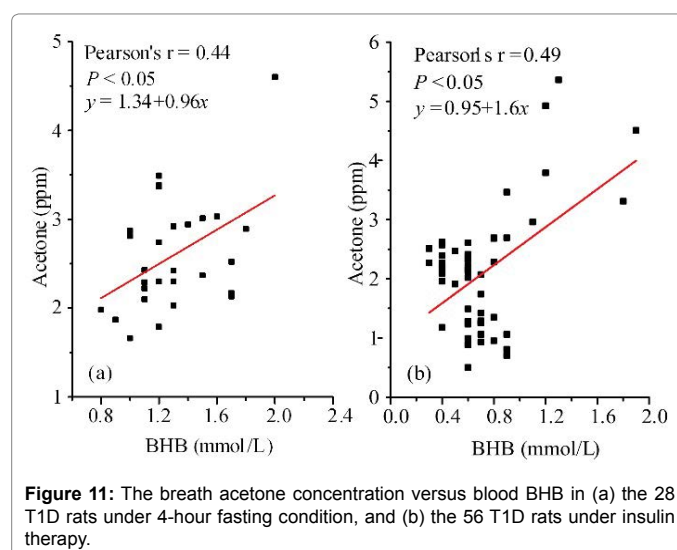 5
Pearson's r = 0.44
P < 0.05
y = 1.34+0.96x
4
3
2
1
Acetone (ppm)
(a)
0.8 1.2 1.6 2.0 2.4
BHB (mmol/L)
6
Pearsorl s r = 0.49
P <0.05
y =0.95+1.6x
5
4
3
2
1
0
Acetone (ppm)
(b)
0.0 0.4 0.8 1.2 1.6 2.0
BHB (mmol/L)
Figure 11: The breath acetone concentration versus blood BHB in (a) the 28
T1D rats under 4-hour fasting condition, and (b) the 56 T1D rats under insulin
therapy.